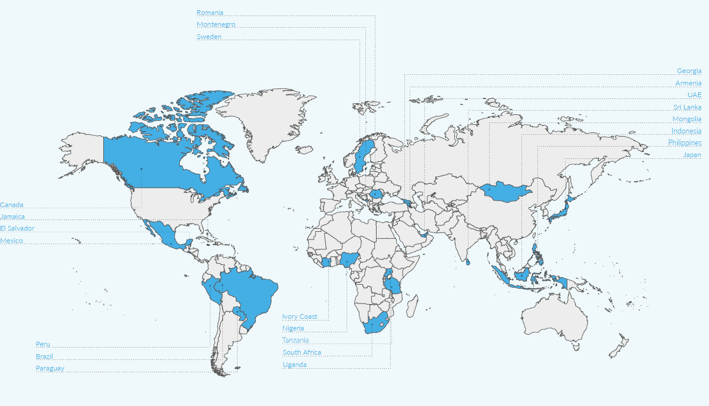 Romania
Montenegro
Sweden
Georgia
Armenia
UAE
Sri Lanka
Mongolia
Indonesia
Philippines
Japan
Canada
Jamaica
El Salvador
Mexico
Ivory Coast
Nigeria
Tanzania
South Africa
Uganda
Peru
Brazil
Paraguay